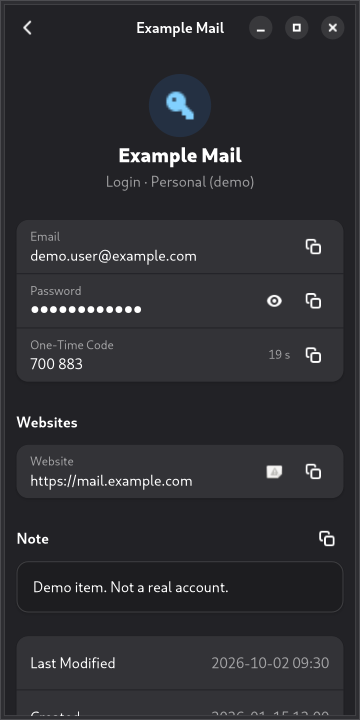 Example Mail
Example Mail
Login · Personal (demo)
Email
demo.user@example.com
Password
●●●●●●●●●●●●
One-Time Code
700 883
19 s
Websites
Website
https://mail.example.com
Note
Demo item. Not a real account.
Last Modified
2026-10-02 09:30
Created